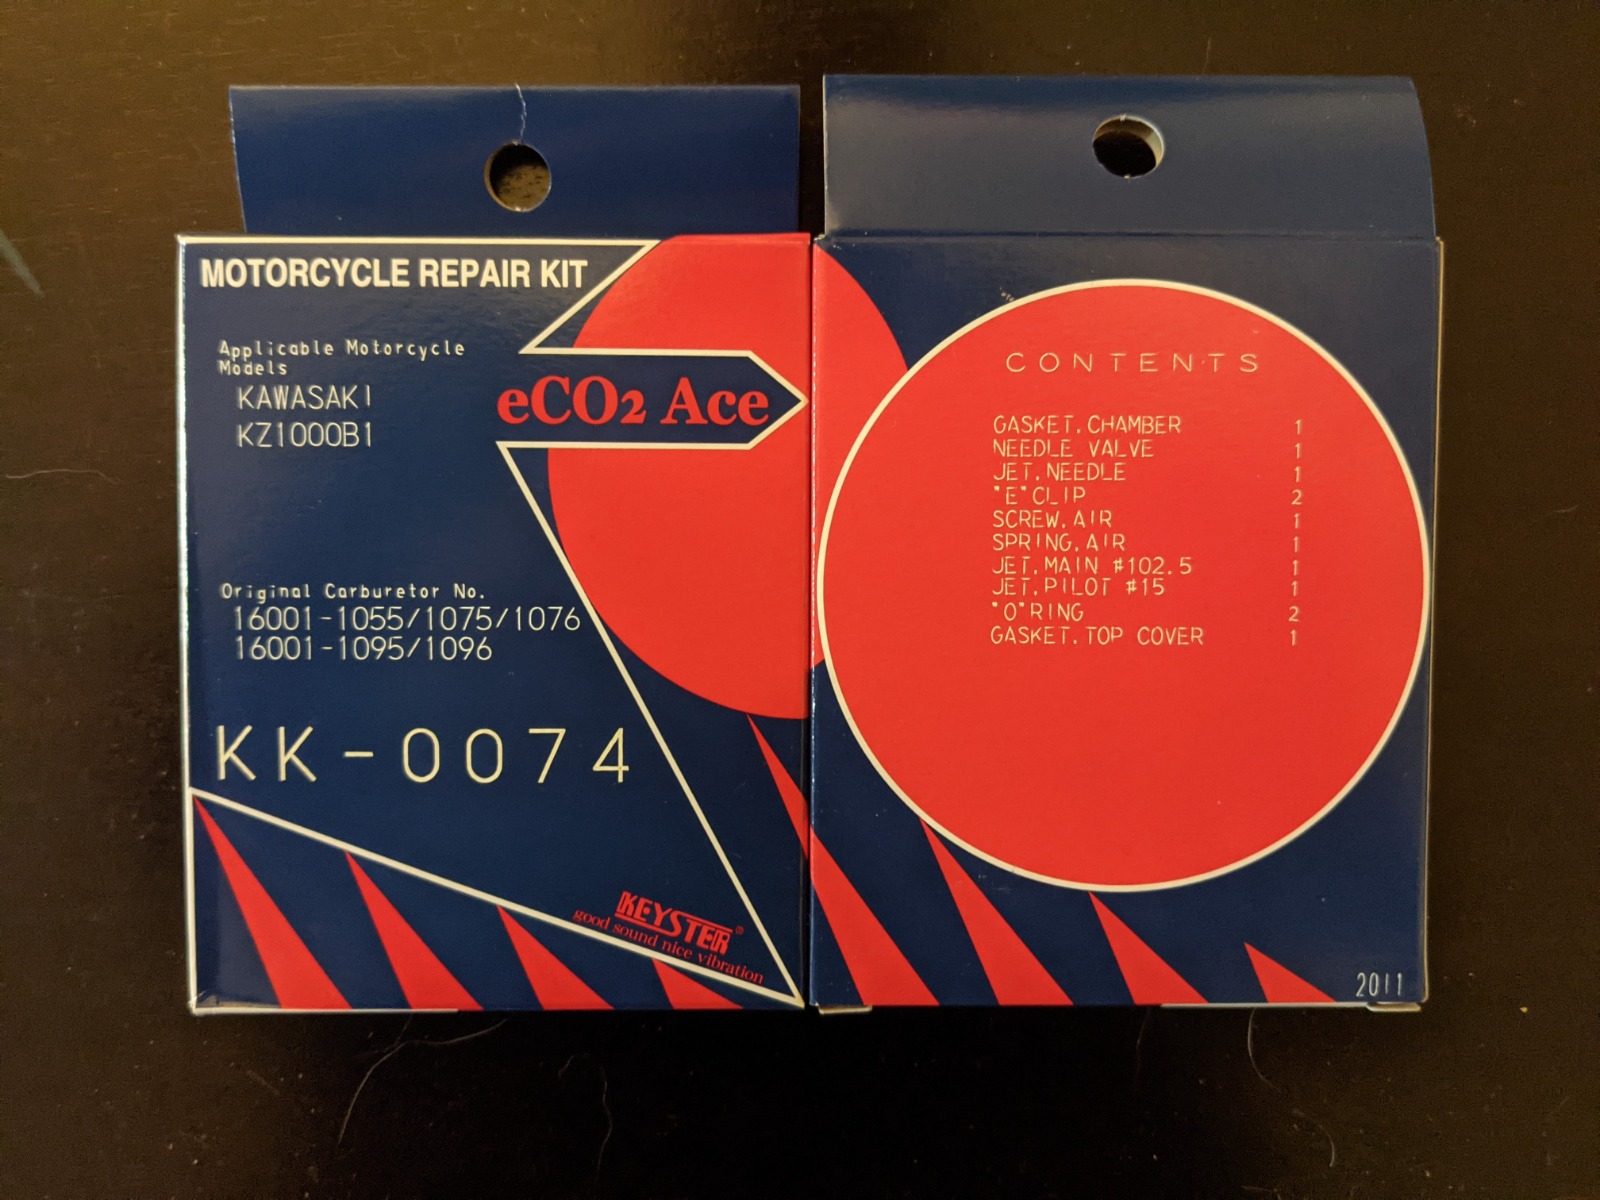 MOTORCYCLE REPAIR KIT
Applicable Motorcycle
Models
KAWASAKI
KZ1000B1
eCO2 Ace
Original Carburetor No.
16001-1055/1075/1076
16001-1095/1096
KK-0074
KEYSTER®
good sound nice vibration
CONTENTS
GASKET.CHAMBER 1
NEEDLE VALVE 1
JET.NEEDLE 1
"E"CLIP 2
SCREW.AIR 1
SPRING.AIR 1
JET.MAIN #102.5 1
JET.PILOT #15 1
"O"RING 2
GASKET.TOP COVER 1
2011